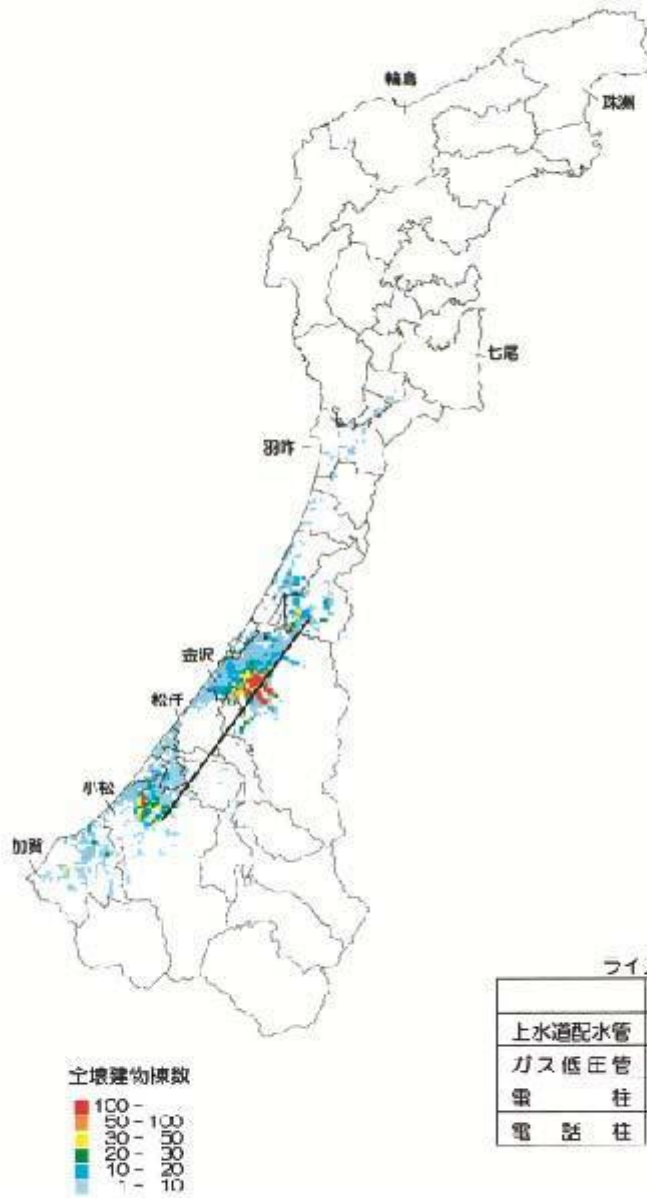 輪島
珠洲
七尾
羽咋
金沢
松任
小松
加賀
ライ
上水道配水管
ガス低圧管
電柱
電話柱
全壊建物棟数
100 -
50 - 100
30 - 50
20 - 30
10 - 20
1 - 10